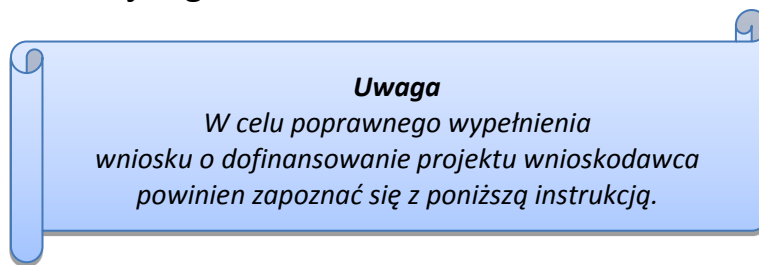 Uwaga
W celu poprawnego wypełnienia
wniosku o dofinansowanie projektu wnioskodawca
powinien zapoznać się z poniższą instrukcją.